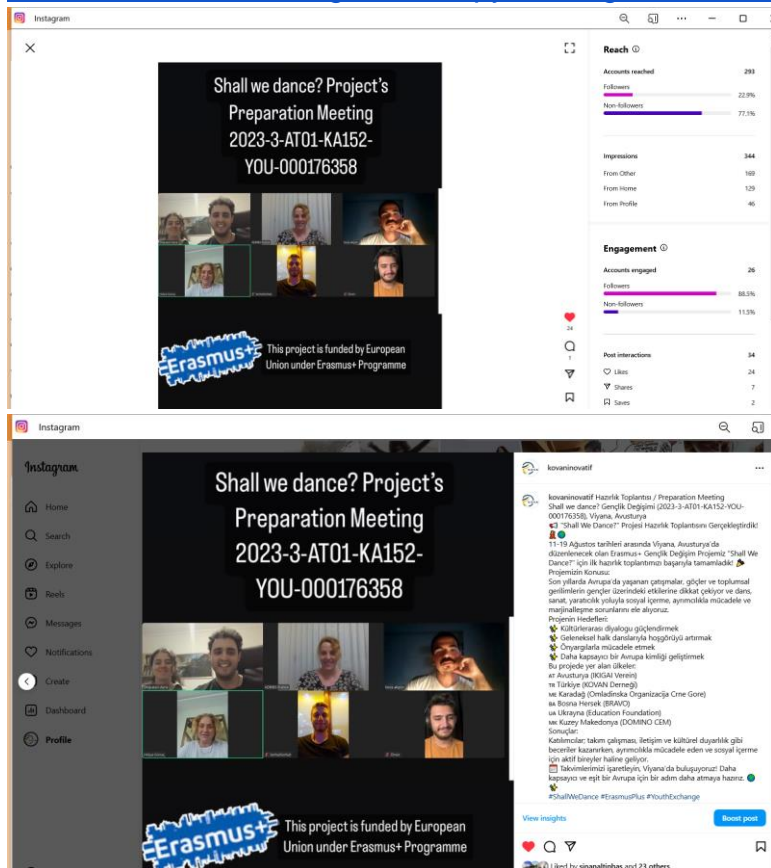 Instagram
Shall we dance? Project's
Preparation Meeting
2023-3-AT01-KA152-
YOU-000176358
Erasmus+
This project is funded by European
Union under Erasmus+ Programme
24
1
Reach
Accounts reached 293
Followers
22.9%
Non-followers
77.1%
Impressions 344
From Other 169
From Home 129
From Profile 46
Engagement
Accounts engaged 26
Followers
88.5%
Non-followers
11.5%
Post interactions 34
Likes 24
Shares 7
Saves 2
Instagram
Instagram
Home
Search
Explore
Reels
Messages
Notifications
Create
Dashboard
Profile
Shall we dance? Project's
Preparation Meeting
2023-3-AT01-KA152-
YOU-000176358
Erasmus+
This project is funded by European
Union under Erasmus+ Programme
kovaninovatif
kovaninovatif Hazırlık Toplantısı / Preparation Meeting
Shall we dance? Gençlik Değişimi (2023-3-AT01-KA152-YOU-
000176358), Viyana, Avusturya
📢 "Shall We Dance?" Projesi Hazırlık Toplantısını Gerçekleştirdik!
11-19 Ağustos tarihleri arasında Viyana, Avusturya'da
düzenlenecek olan Erasmus+ Gençlik Değişim Projemiz "Shall We
Dance?" için ilk hazırlık toplantımızı başarıyla tamamladık!
Projemizin Konusu:
Son yıllarda Avrupa'da yaşanan çatışmalar, göçler ve toplumsal
gerilimlerin gençler üzerindeki etkilerine dikkat çekiyor ve dans,
sanat, yaratıcılık yoluyla sosyal içerme, ayrımcılıkla mücadele ve
marjinalleşme sorunlarını ele alıyoruz.
Projenin Hedefleri:
Kültürlerarası diyalogu güçlendirmek
Geleneksel halk danslarıyla hoşgörüyü artırmak
Önyargılarla mücadele etmek
Daha kapsayıcı bir Avrupa kimliği geliştirmek
Bu projede yer alan ülkeler:
AT Avusturya (IKIGAI Verein)
TR Türkiye (KOVAN Derneği)
ME Karadağ (Omladinska Organizacija Crne Gore)
BA Bosna Hersek (BRAVO)
UA Ukrayna (Education Foundation)
MK Kuzey Makedonya (DOMINO CEM)
Sonuçlar:
Katılımcılar; takım çalışması, iletişim ve kültürel duyarlılık gibi
beceriler kazanırken, ayrımcılıkla mücadele eden ve sosyal içerme
için aktif bireyler haline geliyor.
Takvimlerimizi işaretleyin, Viyana'da buluşuyoruz! Daha
kapsayıcı ve eşit bir Avrupa için bir adım daha atmaya hazırız.
#ShallWeDance #ErasmusPlus #YouthExchange
View insights
Boost post
Liked by sinanaltinbas and 23 others